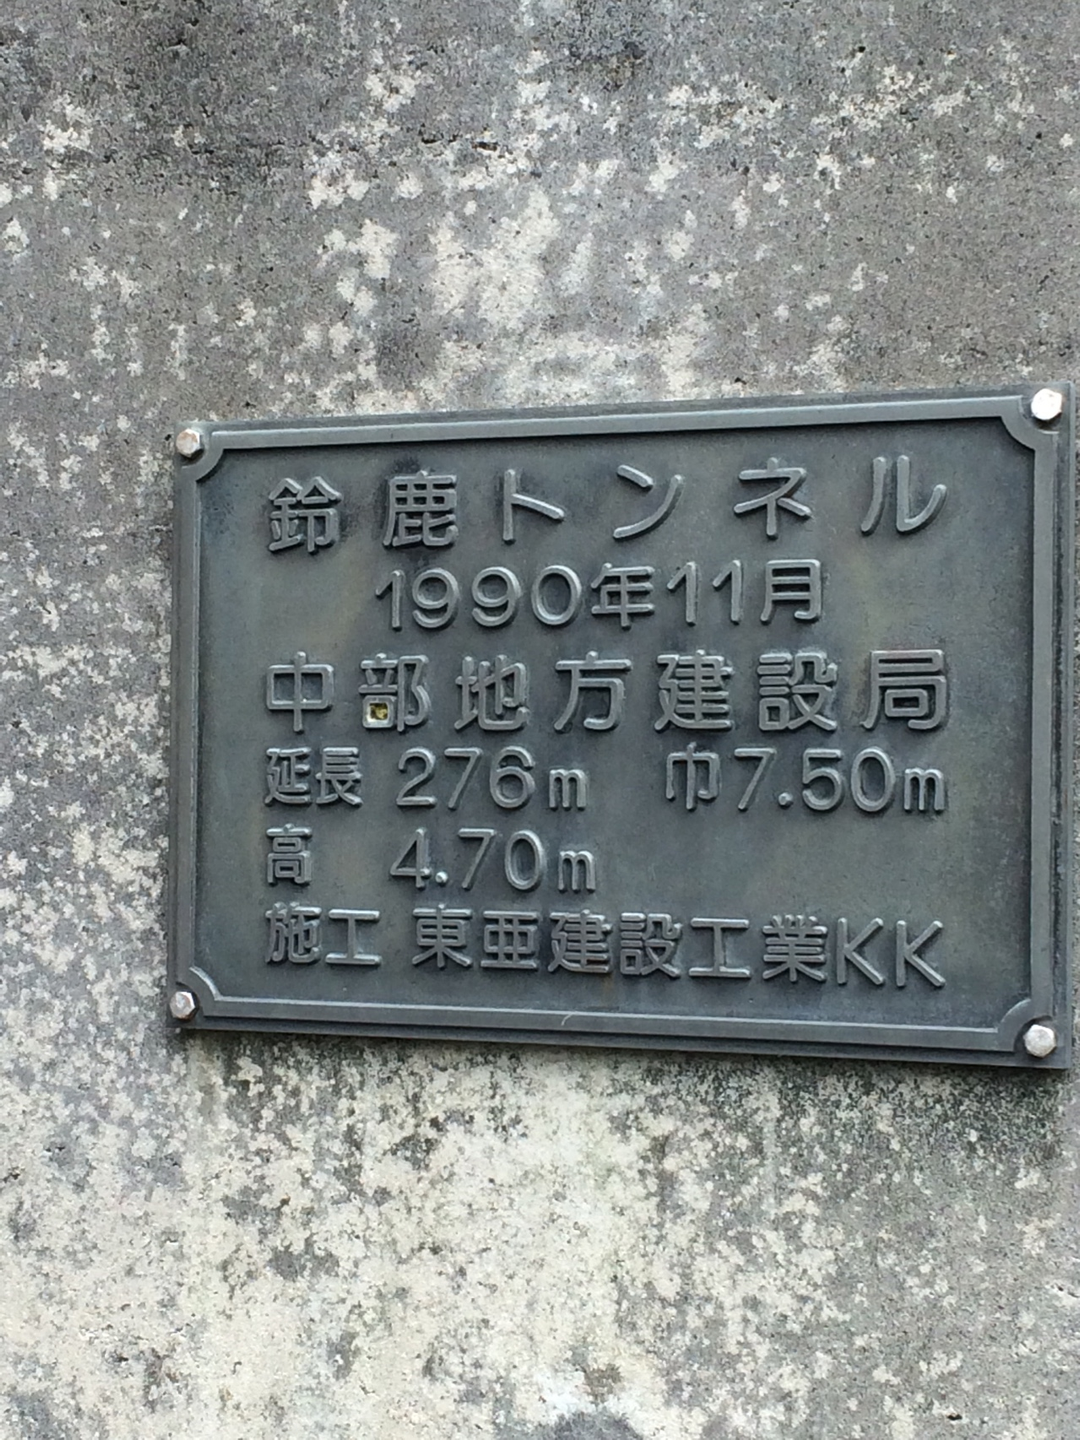 鈴鹿トンネル
1990年11月
中部地方建設局
延長 276m 巾7.50m
高 4.70m
施工 東亜建設工業KK